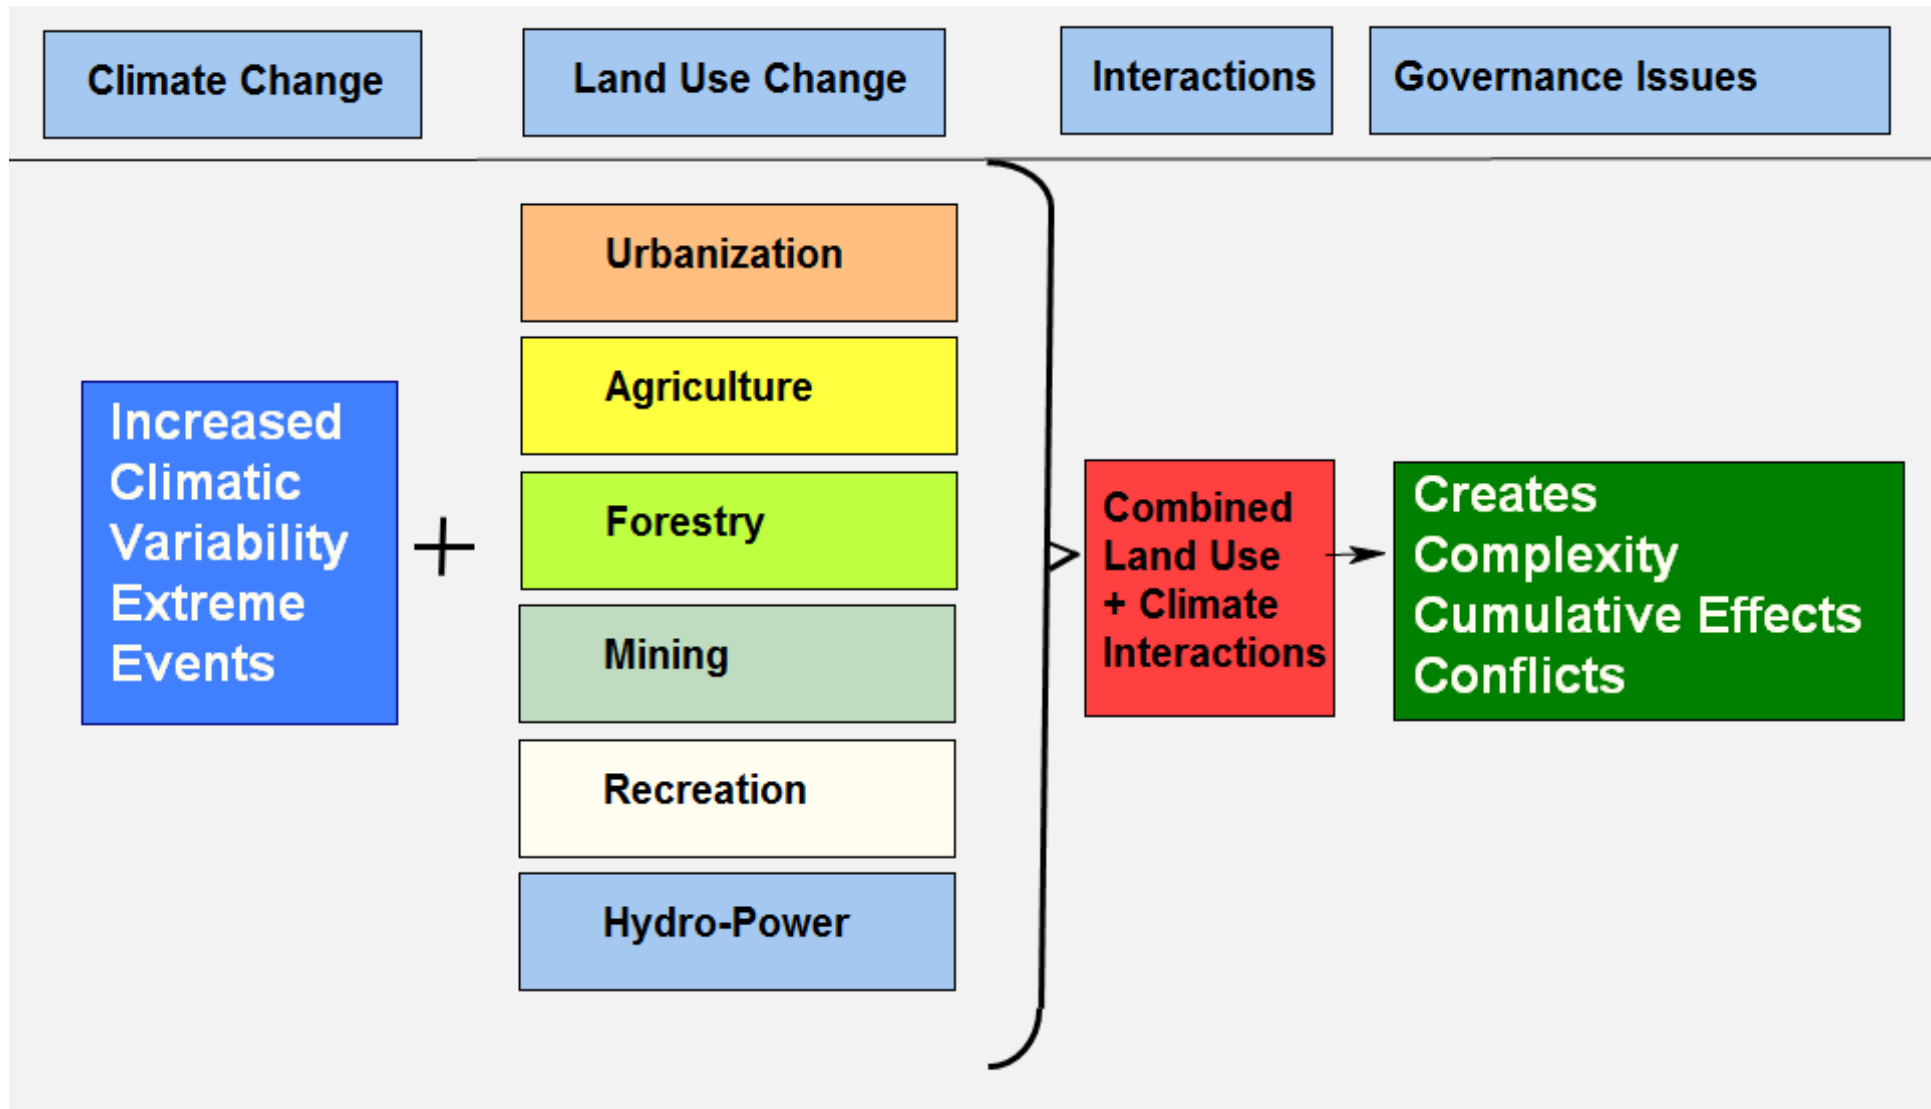 Climate Change
Land Use Change
Interactions
Governance Issues
Increased
Climatic
Variability
Extreme
Events
+
Urbanization
Agriculture
Forestry
Mining
Recreation
Hydro-Power
Combined
Land Use
+ Climate
Interactions
Creates
Complexity
Cumulative Effects
Conflicts